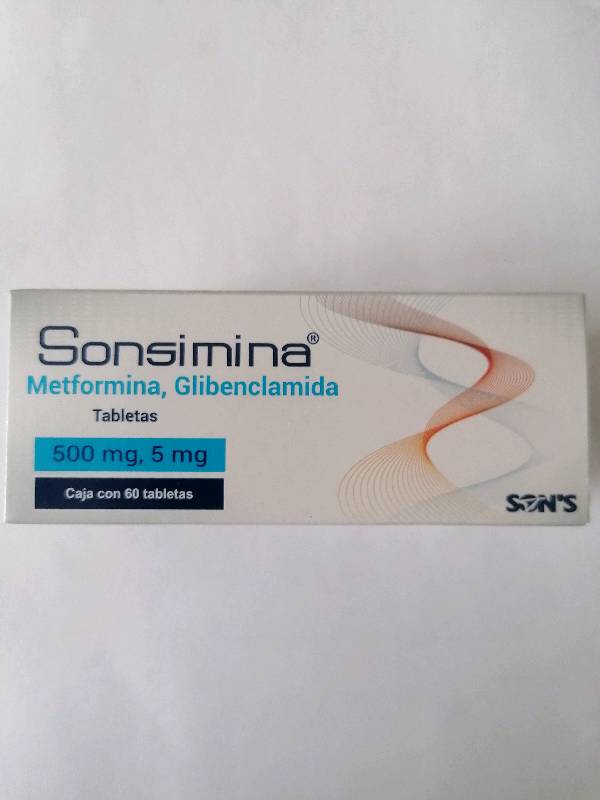 Sonsimina®
Metformina, Glibenclamida
Tabletas
500 mg, 5 mg
Caja con 60 tabletas
SON'S